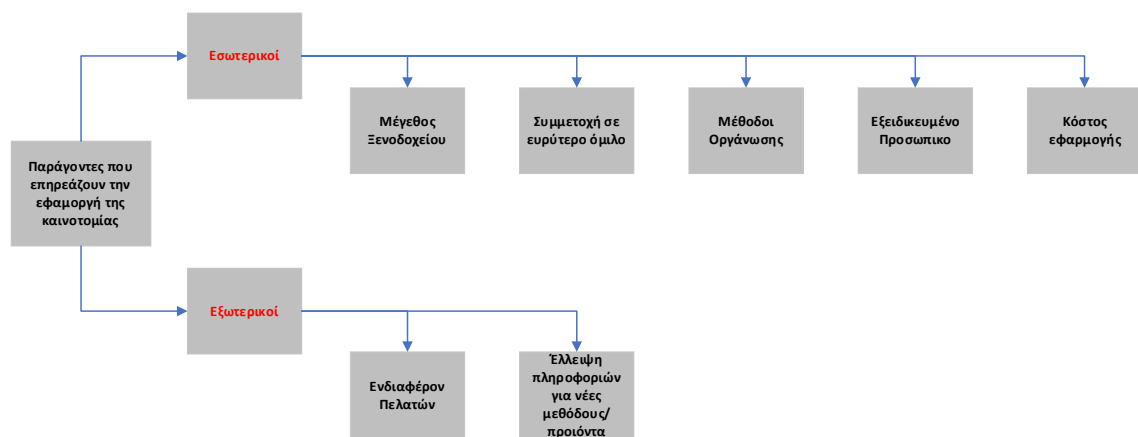 Εσωτερικοί
Μέγεθος
Ξενοδοχείου
Συμμετοχή σε
ευρύτερο όμιλο
Μέθοδοι
Οργάνωσης
Εξειδικευμένο
Προσωπικο
Κόστος
εφαρμογής
Παράγοντες που
επηρεάζουν την
εφαμοργή της
καινοτομίας
Εξωτερικοί
Ενδιαφέρον
Πελατών
Έλλειψη
πληροφοριών
για νέες
μεθόδους/
προιόντα